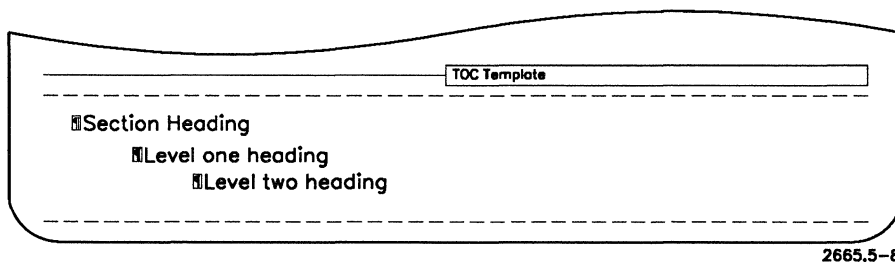 TOC Template
¶Section Heading
¶Level one heading
¶Level two heading
2665.5-8